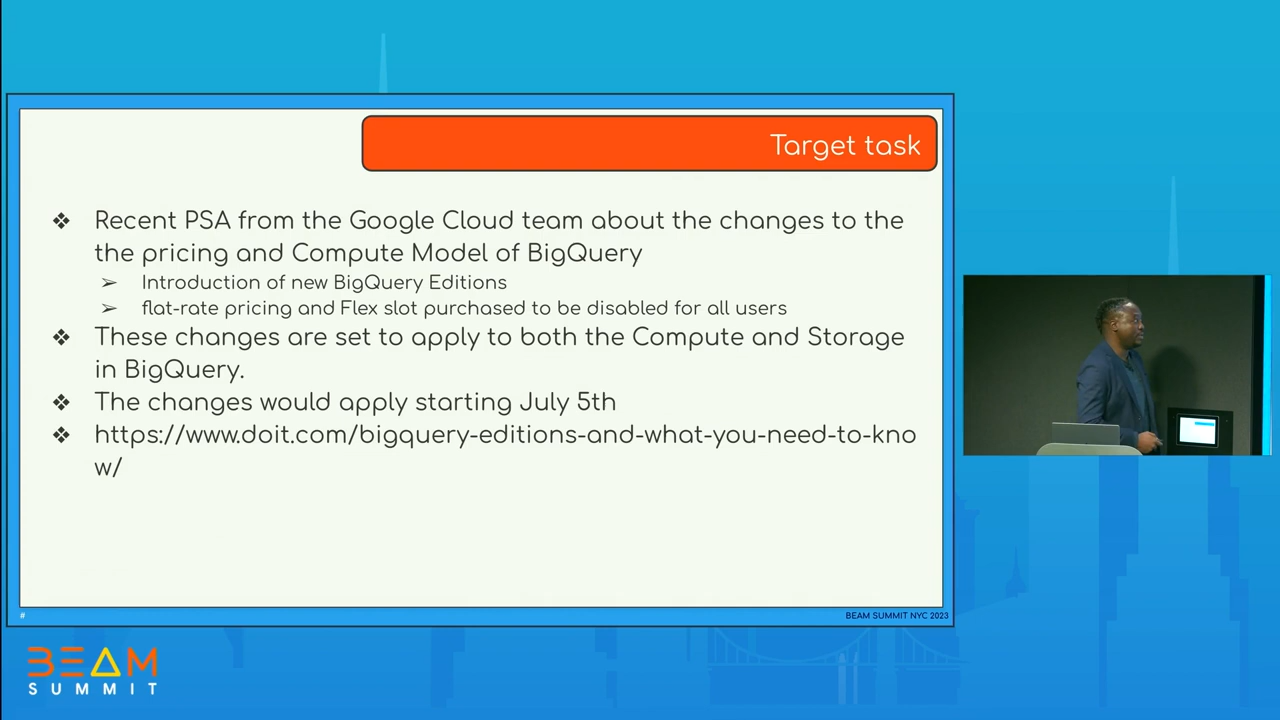 Target task
❖ Recent PSA from the Google Cloud team about the changes to the
the pricing and Compute Model of BigQuery
➢ Introduction of new BigQuery Editions
➢ flat-rate pricing and Flex slot purchased to be disabled for all users
❖ These changes are set to apply to both the Compute and Storage
in BigQuery.
❖ The changes would apply starting July 5th
❖ https://www.doit.com/bigquery-editions-and-what-you-need-to-kno
w/
#
BEAM SUMMIT NYC 2023
BEAM
SUMMIT